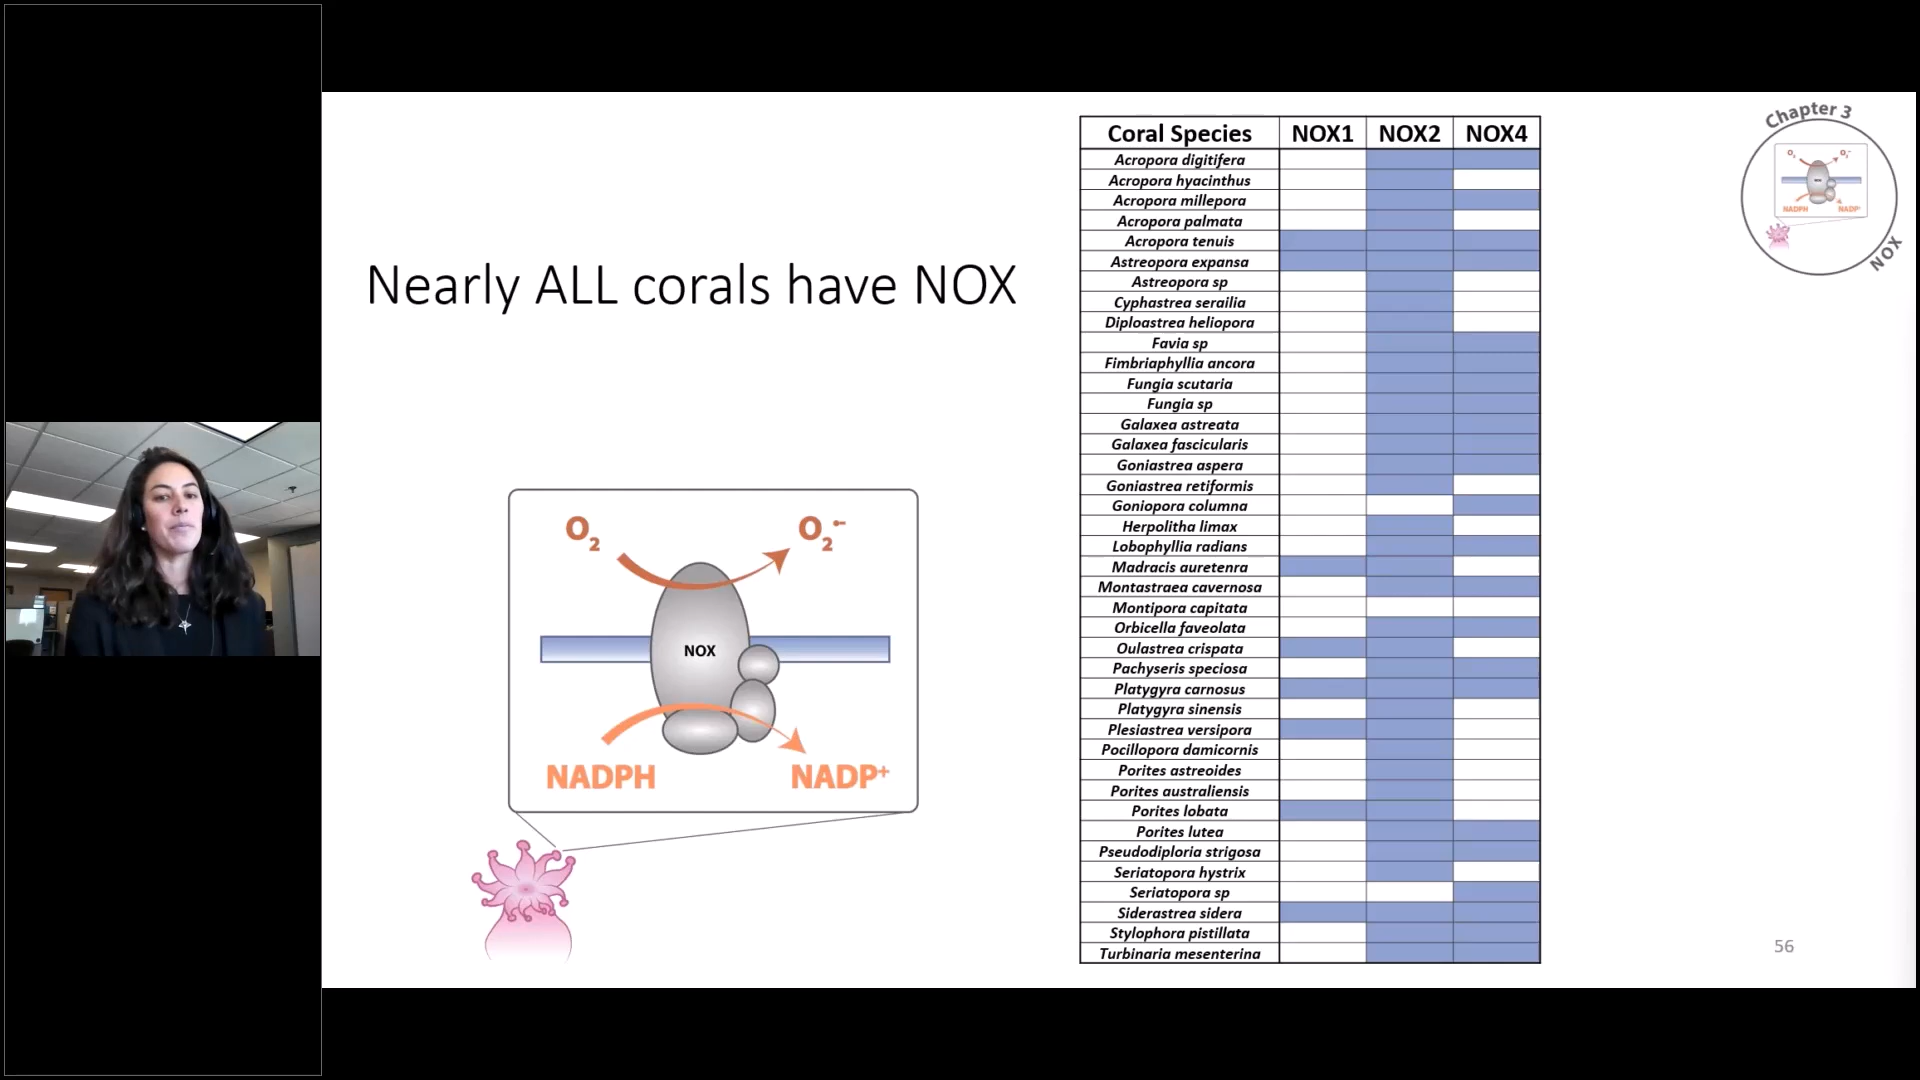 Nearly ALL corals have NOX
O2
O2•–
NOX
NADPH
NADP+
Coral Species NOX1 NOX2 NOX4
Acropora digitifera
Acropora hyacinthus
Acropora millepora
Acropora palmata
Acropora tenuis
Astreopora expansa
Astreopora sp
Cyphastrea serailia
Diploastrea heliopora
Favia sp
Fimbriaphyllia ancora
Fungia scutaria
Fungia sp
Galaxea astreata
Galaxea fascicularis
Goniastrea aspera
Goniastrea retiformis
Goniopora columna
Herpolitha limax
Lobophyllia radians
Madracis auretenra
Montastraea cavernosa
Montipora capitata
Orbicella faveolata
Oulastrea crispata
Pachyseris speciosa
Platygyra carnosus
Platygyra sinensis
Plesiastrea versipora
Pocillopora damicornis
Porites astreoides
Porites australiensis
Porites lobata
Porites lutea
Pseudodiploria strigosa
Seriatopora hystrix
Seriatopora sp
Siderastrea sidera
Stylophora pistillata
Turbinaria mesenterina
Chapter 3
O2
O2•–
NOX
NADPH
NADP+
NOX
56